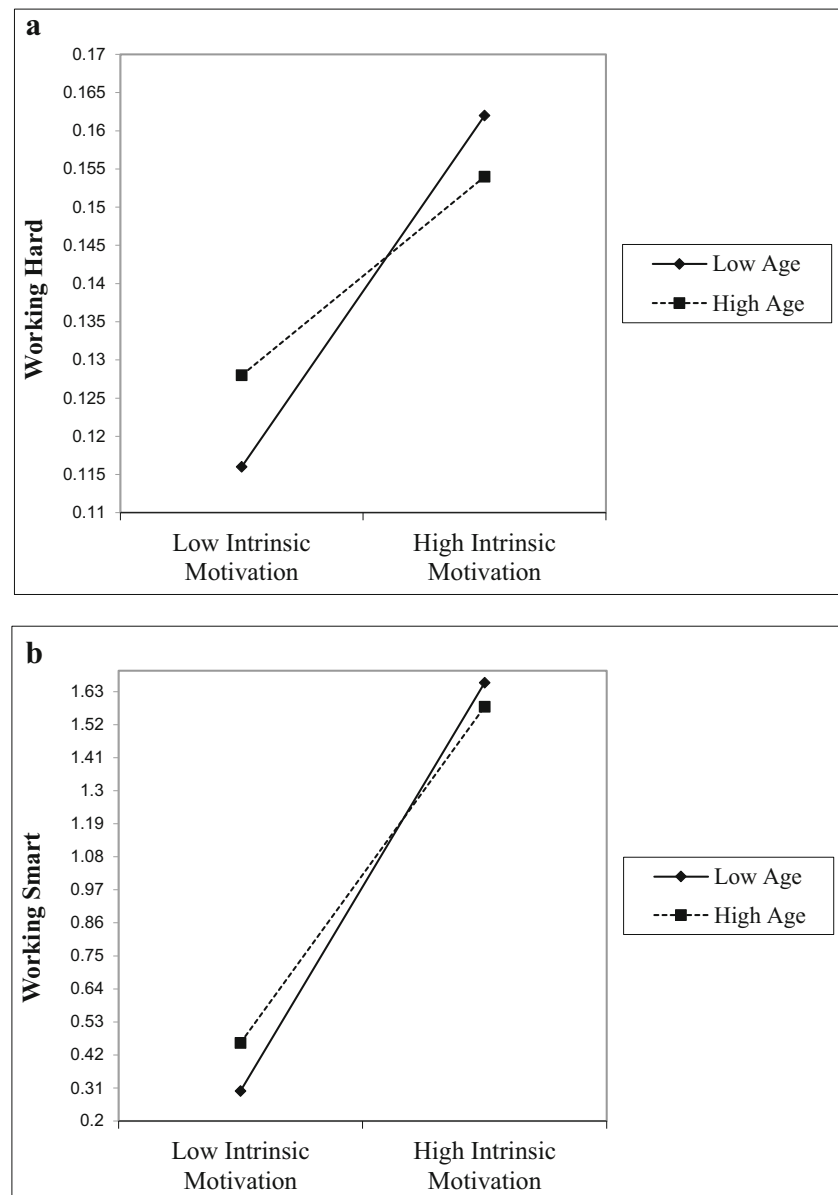 a
0.17
0.165
0.16
0.155
0.15
0.145
0.14
0.135
0.13
0.125
0.12
0.115
0.11
Working Hard
Low Intrinsic
Motivation
High Intrinsic
Motivation
Low Age
High Age
b
1.63
1.52
1.41
1.3
1.19
1.08
0.97
0.86
0.75
0.64
0.53
0.42
0.31
0.2
Working Smart
Low Intrinsic
Motivation
High Intrinsic
Motivation
Low Age
High Age